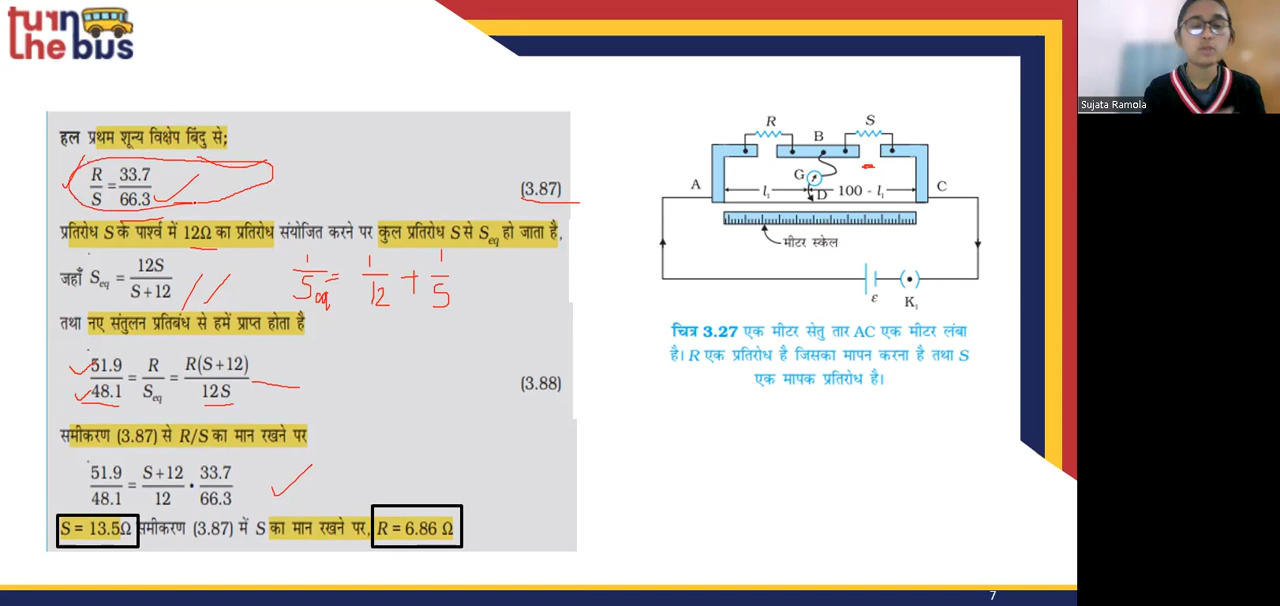 turn
the bus
हल प्रथम शून्य विक्षेप बिंदु से;
R/S = 33.7/66.3 (3.87)
प्रतिरोध S के पार्श्व में 12Ω का प्रतिरोध संयोजित करने पर कुल प्रतिरोध S से Seq हो जाता है,
जहाँ Seq = 12S/S+12
1/Seq = 1/12 + 1/S
तथा नए संतुलन प्रतिबंध से हमें प्राप्त होता है
51.9/48.1 = R/Seq = R(S+12)/12S (3.88)
समीकरण (3.87) से R/S का मान रखने पर
51.9/48.1 = S+12/12 · 33.7/66.3
S = 13.5Ω समीकरण (3.87) में S का मान रखने पर, R = 6.86 Ω
R S
B
G
A l₁ D 100 - l₁ C
मीटर स्केल
ε K₁
चित्र 3.27 एक मीटर सेतु तार AC एक मीटर लंबा
है। R एक प्रतिरोध है जिसका मापन करना है तथा S
एक मापक प्रतिरोध है।
Sujata Ramola
7